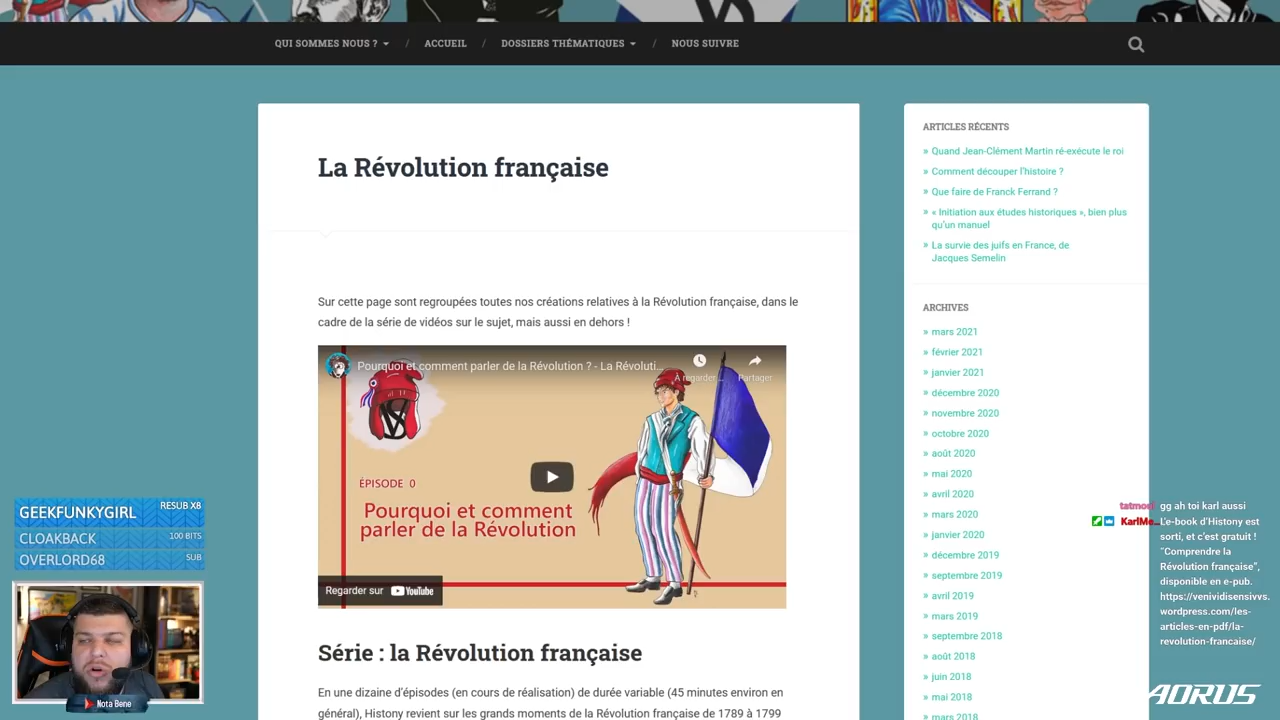 QUI SOMMES NOUS ? / ACCUEIL / DOSSIERS THÉMATIQUES / NOUS SUIVRE
La Révolution française
Sur cette page sont regroupées toutes nos créations relatives à la Révolution française, dans le
cadre de la série de vidéos sur le sujet, mais aussi en dehors !
Pourquoi et comment parler de la Révolution ? - La Révoluti...
À regarder ...
Partager
ÉPISODE 0
Pourquoi et comment
parler de la Révolution
Regarder sur YouTube
Série : la Révolution française
En une dizaine d'épisodes (en cours de réalisation) de durée variable (45 minutes environ en
général), Histony revient sur les grands moments de la Révolution française de 1789 à 1799
ARTICLES RÉCENTS
» Quand Jean-Clément Martin ré-exécute le roi
» Comment découper l'histoire ?
» Que faire de Franck Ferrand ?
» « Initiation aux études historiques », bien plus
qu'un manuel
» La survie des juifs en France, de
Jacques Semelin
ARCHIVES
» mars 2021
» février 2021
» janvier 2021
» décembre 2020
» novembre 2020
» octobre 2020
» août 2020
» mai 2020
» avril 2020
» mars 2020
» janvier 2020
» décembre 2019
» septembre 2019
» avril 2019
» mars 2019
» septembre 2018
» août 2018
» juin 2018
» mai 2018
» mars 2018
GEEKFUNKYGIRL RESUB X8
CLOAKBACK 100 BITS
OVERLORD68 SUB
Nota Bene
tatmori gg ah toi karl aussi
KarlMe... L'e-book d'Histony est
sorti, et c'est gratuit !
"Comprendre la
Révolution française",
disponible en e-pub.
https://venividisensivvs.
wordpress.com/les-
articles-en-pdf/la-
revolution-francaise/
AORUS